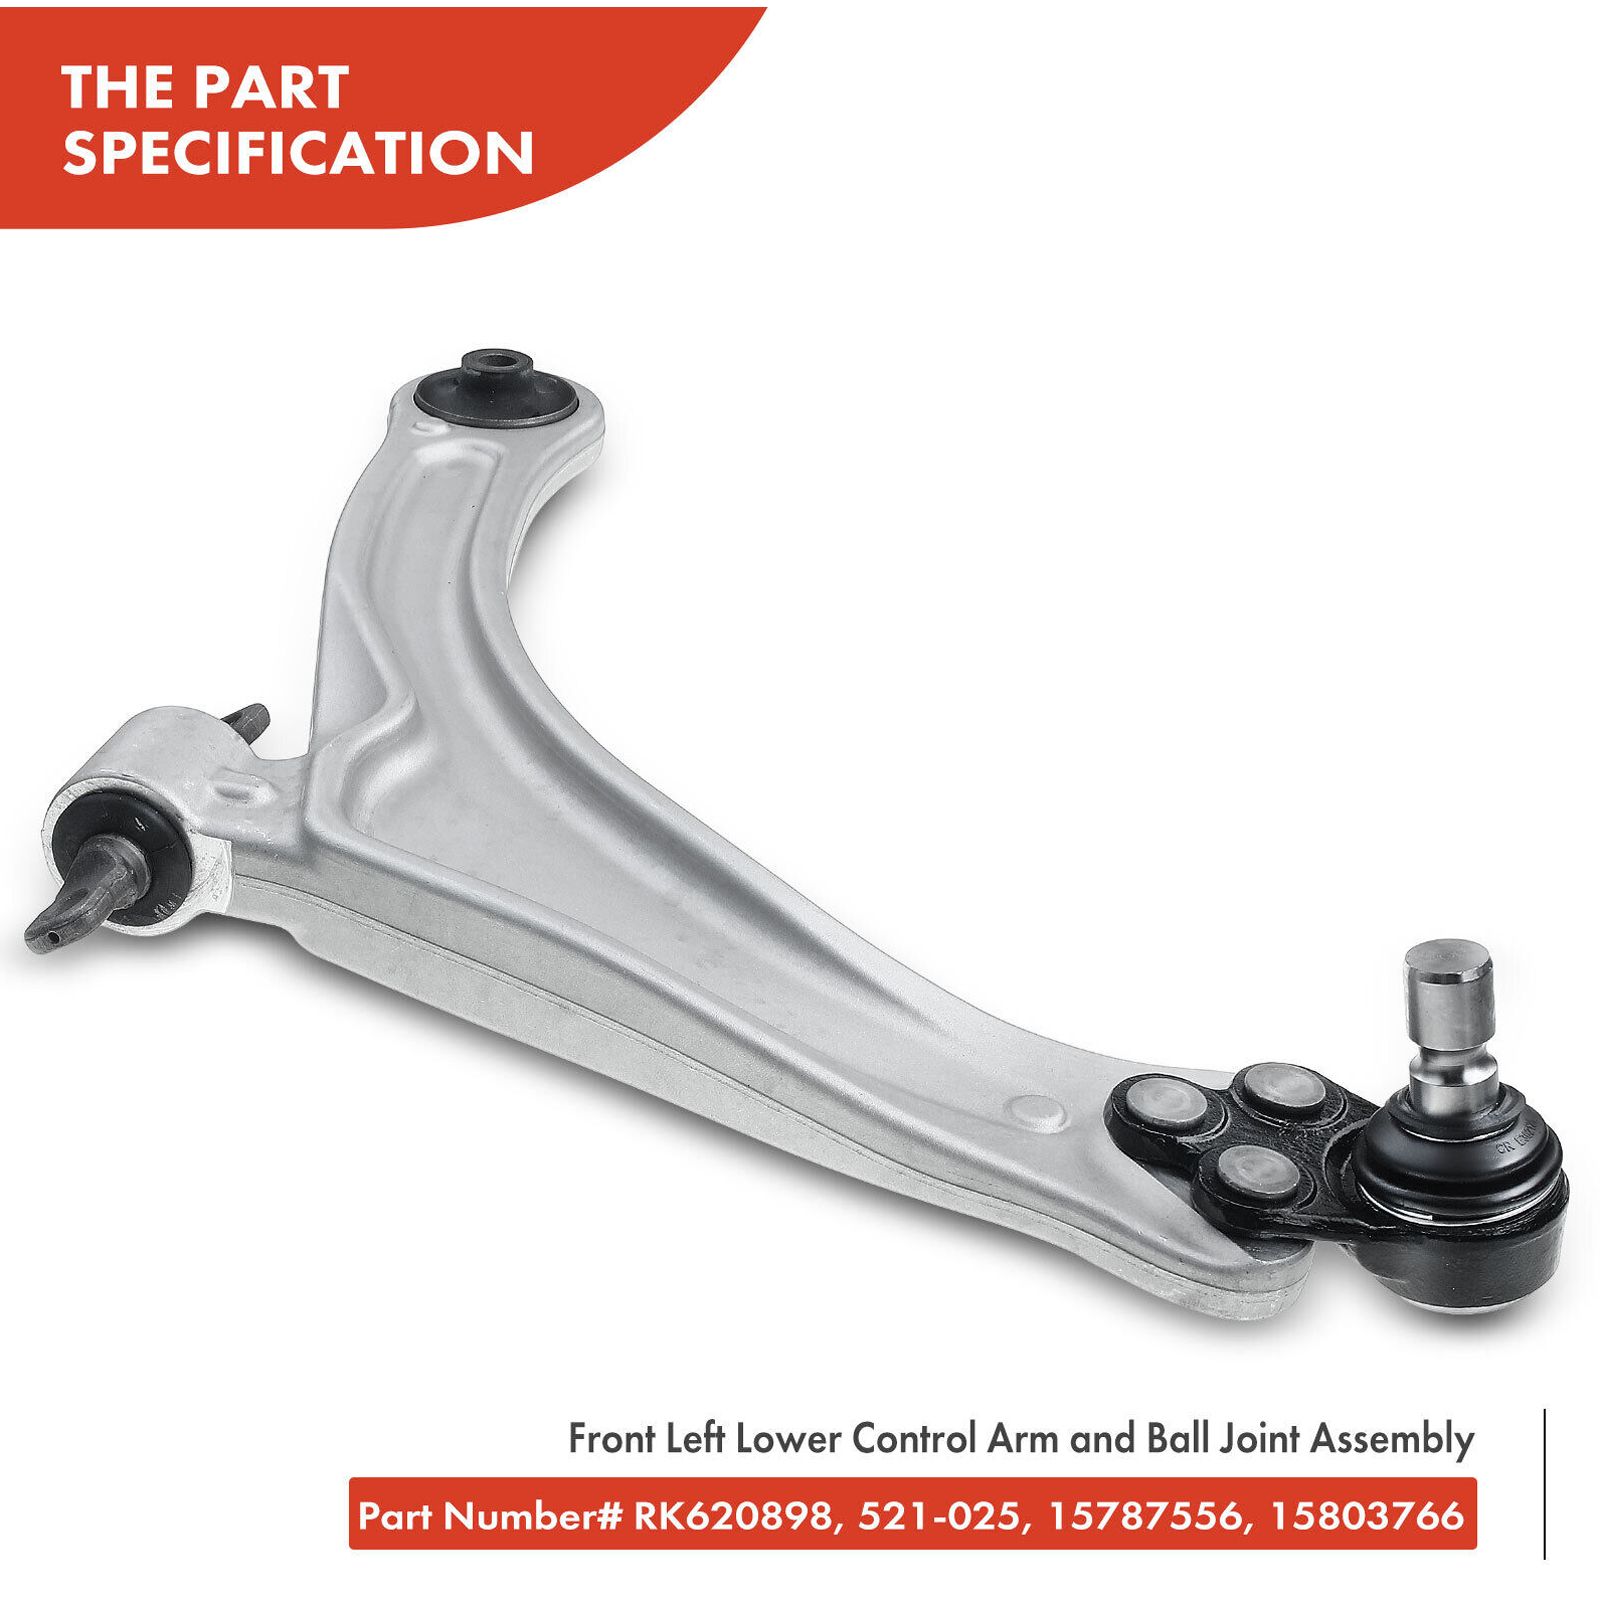 THE PART
SPECIFICATION
CR
Front Left Lower Control Arm and Ball Joint Assembly
Part Number# RK620898, 521-025, 15787556, 15803766